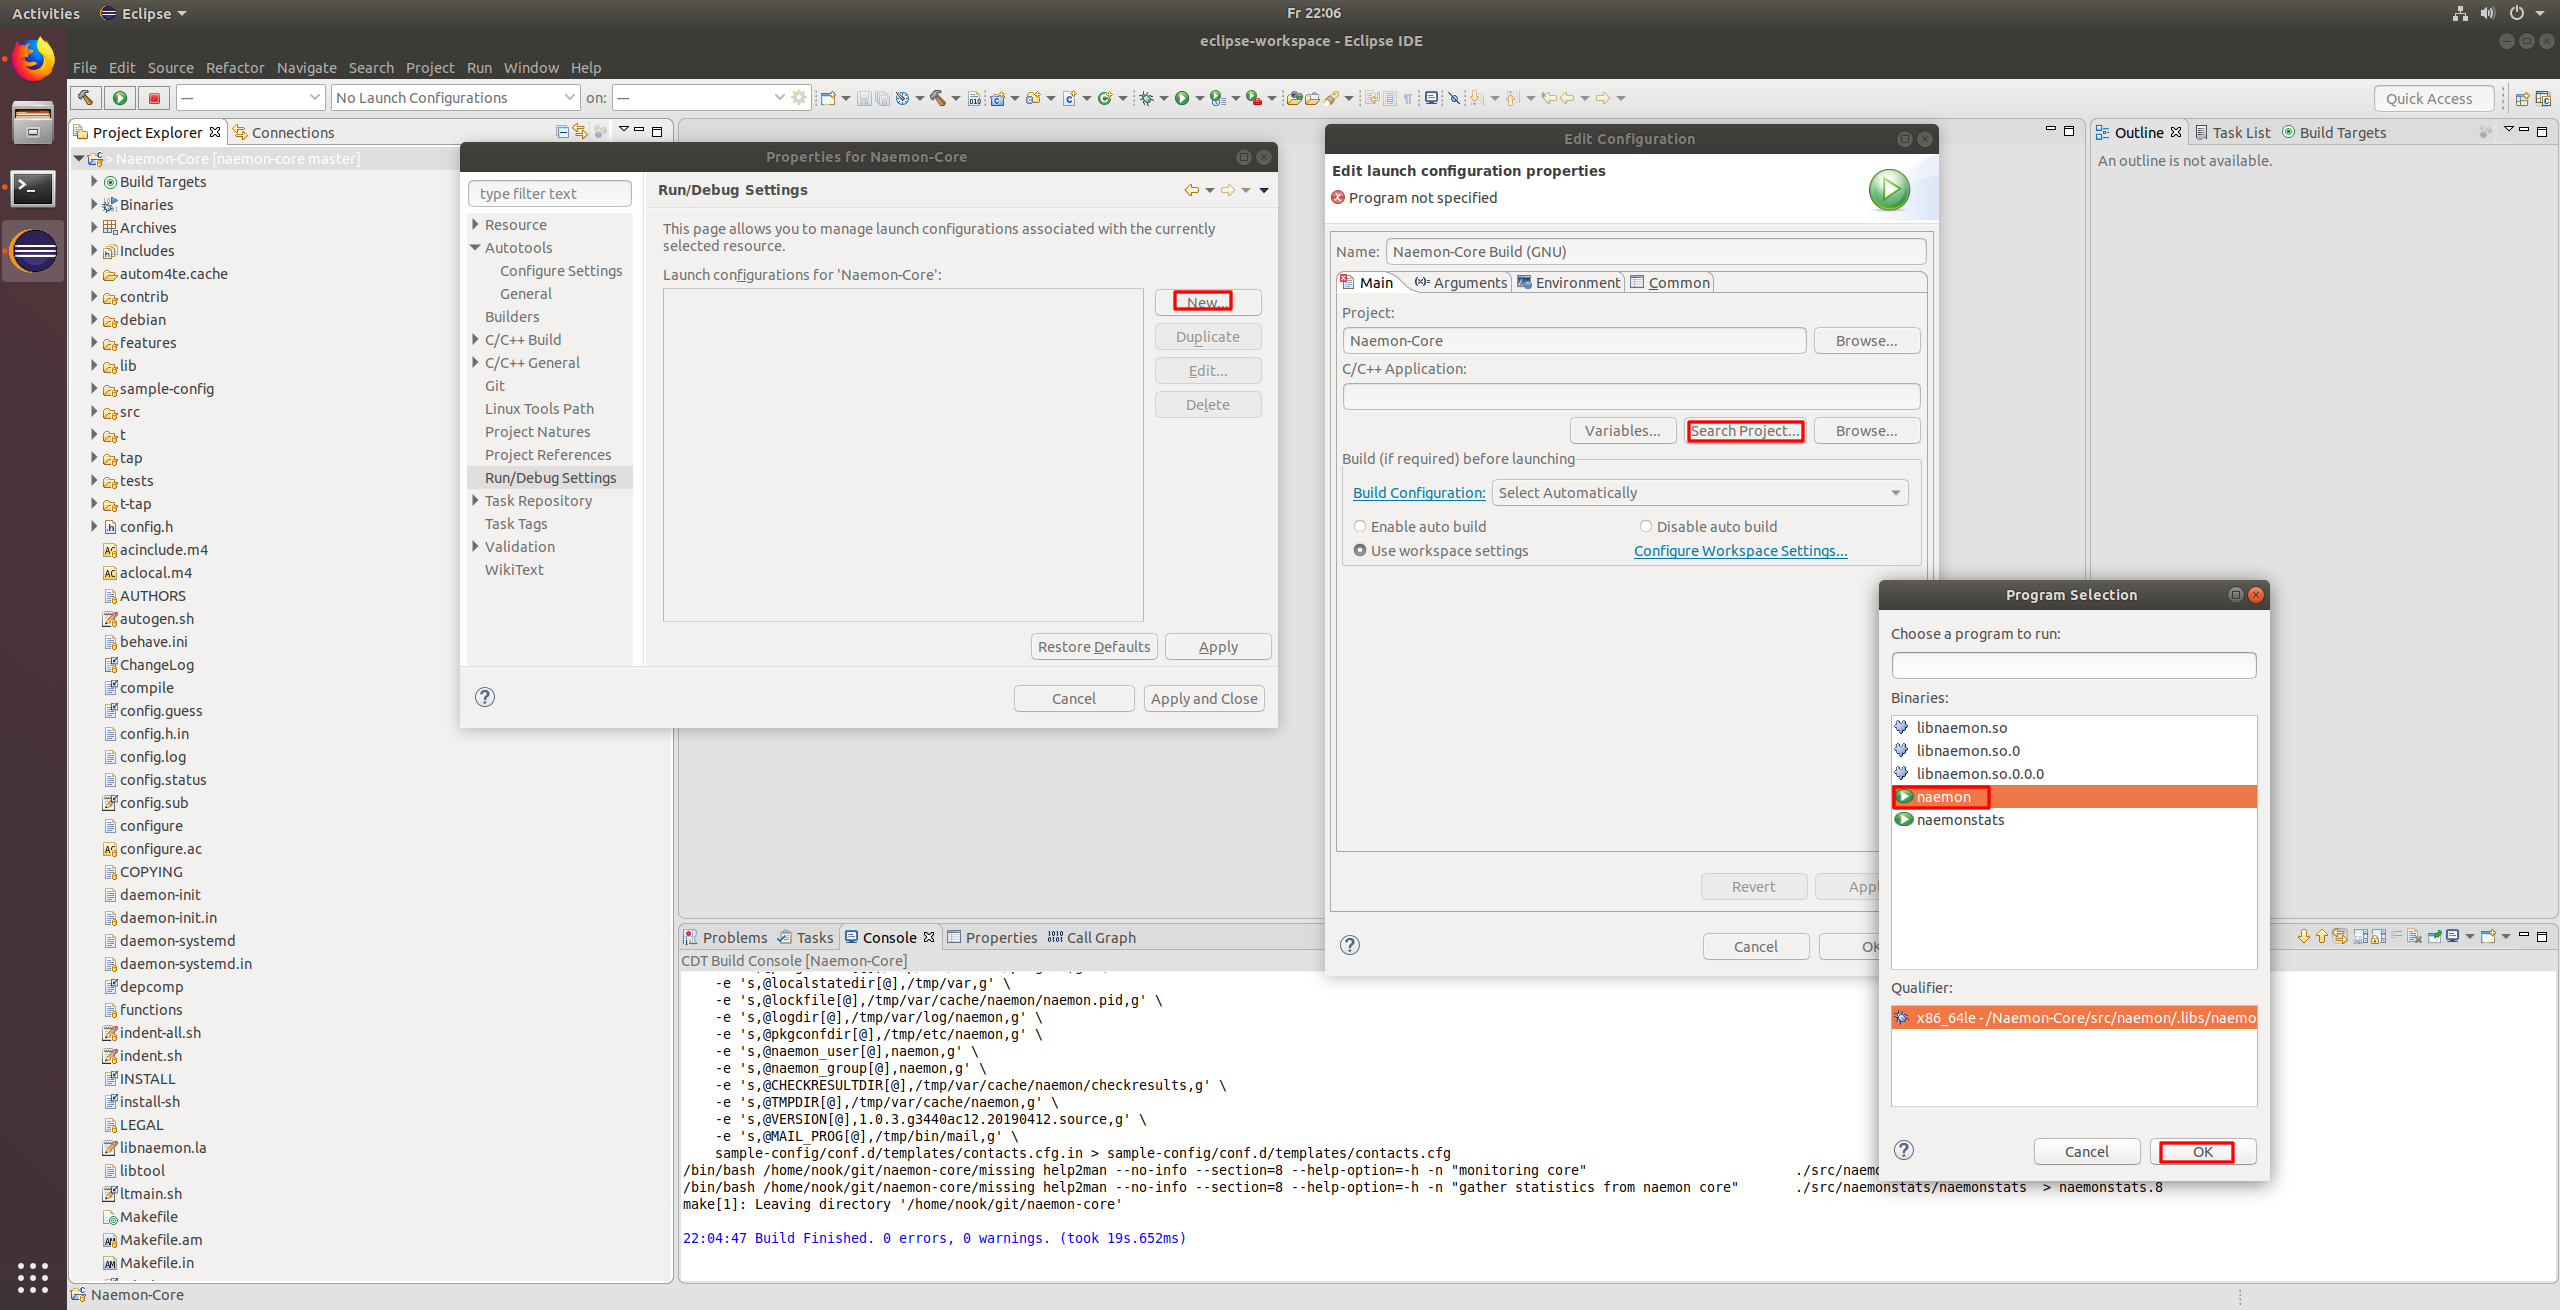 Activities
Eclipse
Fr 22:06
eclipse-workspace - Eclipse IDE
File Edit Source Refactor Navigate Search Project Run Window Help
---
No Launch Configurations
on: ---
Quick Access
Project Explorer
Connections
> Naemon-Core [naemon-core master]
Build Targets
Binaries
Archives
Includes
autom4te.cache
contrib
debian
features
lib
sample-config
src
t
tap
tests
t-tap
config.h
acinclude.m4
aclocal.m4
AUTHORS
autogen.sh
behave.ini
ChangeLog
compile
config.guess
config.h.in
config.log
config.status
config.sub
configure
configure.ac
COPYING
daemon-init
daemon-init.in
daemon-systemd
daemon-systemd.in
depcomp
functions
indent-all.sh
indent.sh
INSTALL
install-sh
LEGAL
libnaemon.la
libtool
ltmain.sh
Makefile
Makefile.am
Makefile.in
Naemon-Core
Properties for Naemon-Core
type filter text
Resource
Autotools
Configure Settings
General
Builders
C/C++ Build
C/C++ General
Git
Linux Tools Path
Project Natures
Project References
Run/Debug Settings
Task Repository
Task Tags
Validation
WikiText
Run/Debug Settings
This page allows you to manage launch configurations associated with the currently
selected resource.
Launch configurations for 'Naemon-Core':
New...
Duplicate
Edit...
Delete
Restore Defaults
Apply
Cancel
Apply and Close
Edit Configuration
Edit launch configuration properties
Program not specified
Name: Naemon-Core Build (GNU)
Main
Arguments
Environment
Common
Project:
Naemon-Core
Browse...
C/C++ Application:
Variables...
Search Project...
Browse...
Build (if required) before launching
Build Configuration: Select Automatically
Enable auto build
Disable auto build
Use workspace settings
Configure Workspace Settings...
Revert
Appl
Cancel
OK
Outline
Task List
Build Targets
An outline is not available.
Program Selection
Choose a program to run:
Binaries:
libnaemon.so
libnaemon.so.0
libnaemon.so.0.0.0
naemon
naemonstats
Qualifier:
x86_64le - /Naemon-Core/src/naemon/.libs/naemo
Cancel
OK
Problems
Tasks
Console
Properties
Call Graph
CDT Build Console [Naemon-Core]
-e 's,@localstatedir[@],/tmp/var,g' \
-e 's,@lockfile[@],/tmp/var/cache/naemon/naemon.pid,g' \
-e 's,@logdir[@],/tmp/var/log/naemon,g' \
-e 's,@pkgconfdir[@],/tmp/etc/naemon,g' \
-e 's,@naemon_user[@],naemon,g' \
-e 's,@naemon_group[@],naemon,g' \
-e 's,@CHECKRESULTDIR[@],/tmp/var/cache/naemon/checkresults,g' \
-e 's,@TMPDIR[@],/tmp/var/cache/naemon,g' \
-e 's,@VERSION[@],1.0.3.g3440ac12.20190412.source,g' \
-e 's,@MAIL_PROG[@],/tmp/bin/mail,g' \
sample-config/conf.d/templates/contacts.cfg.in > sample-config/conf.d/templates/contacts.cfg
/bin/bash /home/nook/git/naemon-core/missing help2man --no-info --section=8 --help-option=-h -n "monitoring core" ./src/naemo
/bin/bash /home/nook/git/naemon-core/missing help2man --no-info --section=8 --help-option=-h -n "gather statistics from naemon core" ./src/naemonstats/naemonstats > naemonstats.8
make[1]: Leaving directory '/home/nook/git/naemon-core'
22:04:47 Build Finished. 0 errors, 0 warnings. (took 19s.652ms)